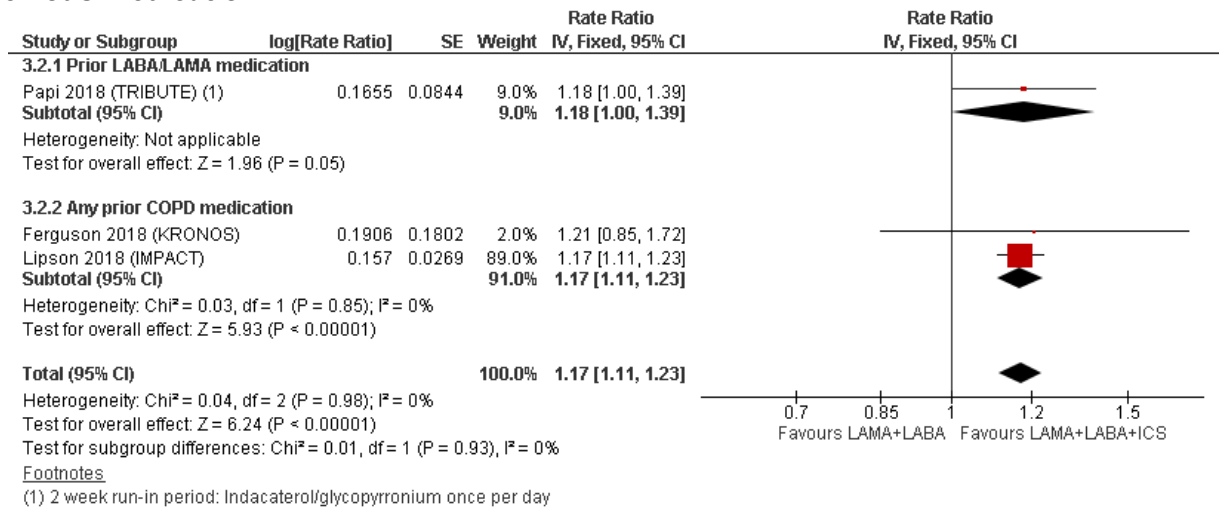 Rate Ratio Rate Ratio
Study or Subgroup log[Rate Ratio] SE Weight IV, Fixed, 95% CI IV, Fixed, 95% CI
3.2.1 Prior LABA/LAMA medication
Papi 2018 (TRIBUTE) (1) 0.1655 0.0844 9.0% 1.18 [1.00, 1.39]
Subtotal (95% CI) 9.0% 1.18 [1.00, 1.39]
Heterogeneity: Not applicable
Test for overall effect: Z = 1.96 (P = 0.05)
3.2.2 Any prior COPD medication
Ferguson 2018 (KRONOS) 0.1906 0.1802 2.0% 1.21 [0.85, 1.72]
Lipson 2018 (IMPACT) 0.157 0.0269 89.0% 1.17 [1.11, 1.23]
Subtotal (95% CI) 91.0% 1.17 [1.11, 1.23]
Heterogeneity: Chi² = 0.03, df = 1 (P = 0.85); I² = 0%
Test for overall effect: Z = 5.93 (P < 0.00001)
Total (95% CI) 100.0% 1.17 [1.11, 1.23]
Heterogeneity: Chi² = 0.04, df = 2 (P = 0.98); I² = 0%
Test for overall effect: Z = 6.24 (P < 0.00001)
Test for subgroup differences: Chi² = 0.01, df = 1 (P = 0.93), I² = 0%
0.7 0.85 1 1.2 1.5
Favours LAMA+LABA Favours LAMA+LABA+ICS
Footnotes
(1) 2 week run-in period: Indacaterol/glycopyrronium once per day